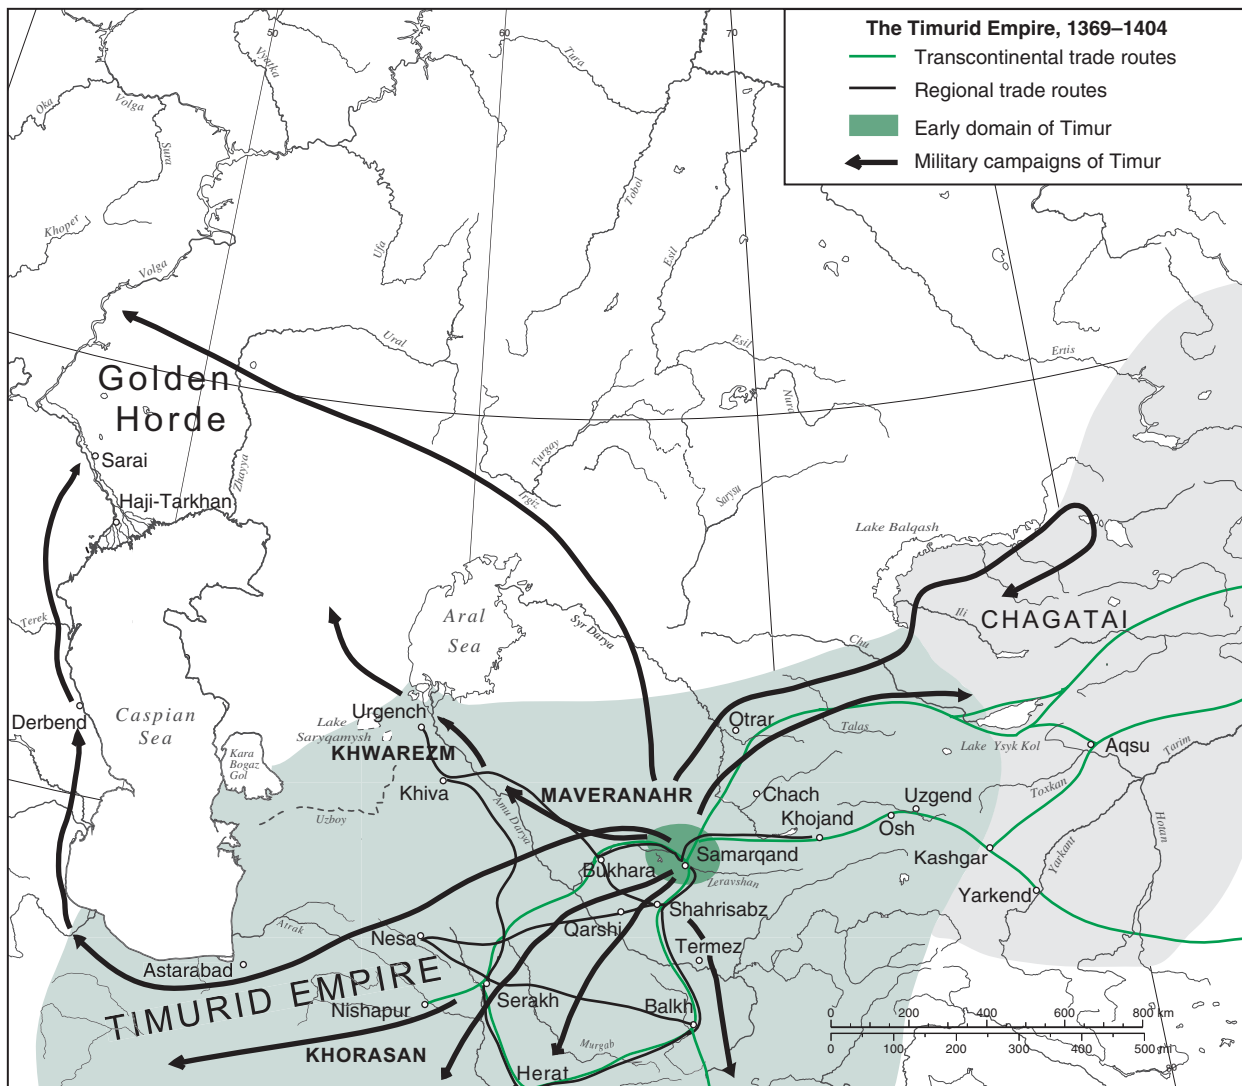 The Timurid Empire, 1369–1404
Transcontinental trade routes
Regional trade routes
Early domain of Timur
Military campaigns of Timur
50
60
70
Vyatka
Tura
Oka
Volga
Sura
Tobol
Khoper
Ufa
Esil
Volga
Ural
Esil
Ertis
Golden
Horde
Nura
Turgay
Sarai
Zhayya
Irgiz
Sarysu
Haji-Tarkhan
Lake Balqash
Aral
Sea
Syr Darya
Ili
CHAGATAI
Terek
Chu
Derbend
Caspian
Sea
Urgench
Lake
Saryqamysh
Otrar
Talas
Lake Ysyk Kol
Aqsu
Tarim
KHWAREZM
Kara
Bogaz
Gol
Khiva
MAVERANAHR
Chach
Toxkan
Uzboy
Amu Darya
Khojand
Uzgend
Osh
Hotan
Samarqand
Kashgar
Bukhara
Leravshan
Yarkant
Yarkend
Shahrisabz
Qarshi
Atrak
Nesa
Termez
Astarabad
TIMURID EMPIRE
Nishapur
Serakh
Balkh
0 200 400 600 800 km
0 100 200 300 400 500 mi
80
Murgab
KHORASAN
Herat